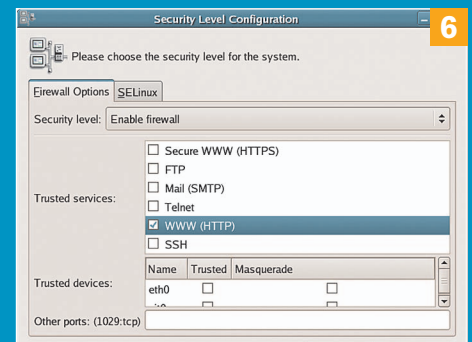 Security Level Configuration
6
Please choose the security level for the system.
Firewall Options SELinux
Security level: Enable firewall
Trusted services:
Secure WWW (HTTPS)
FTP
Mail (SMTP)
Telnet
WWW (HTTP)
SSH
Trusted devices:
Name Trusted Masquerade
eth0
Other ports: (1029:tcp)